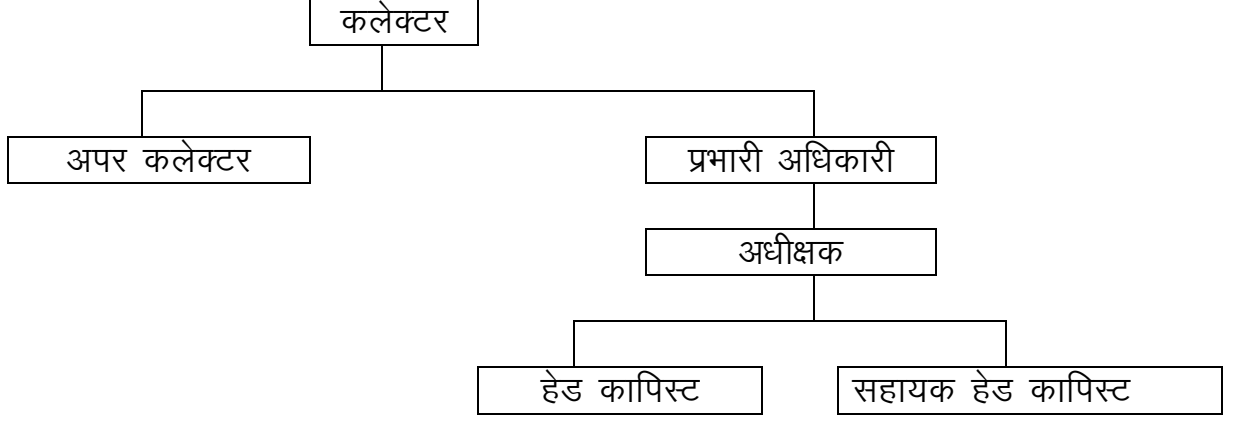 कलेक्टर
अपर कलेक्टर
प्रभारी अधिकारी
अधीक्षक
हेड कापिस्ट
सहायक हेड कापिस्ट